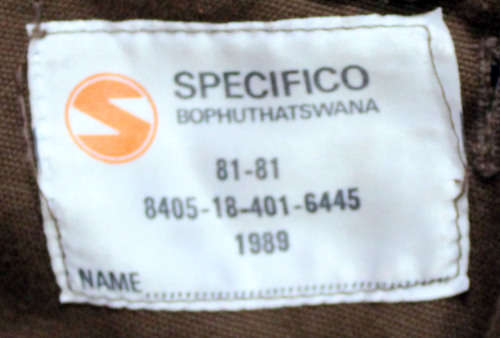 SPECIFICO
BOPHUTHATSWANA
81-81
8405-18-401-6445
1989
NAME